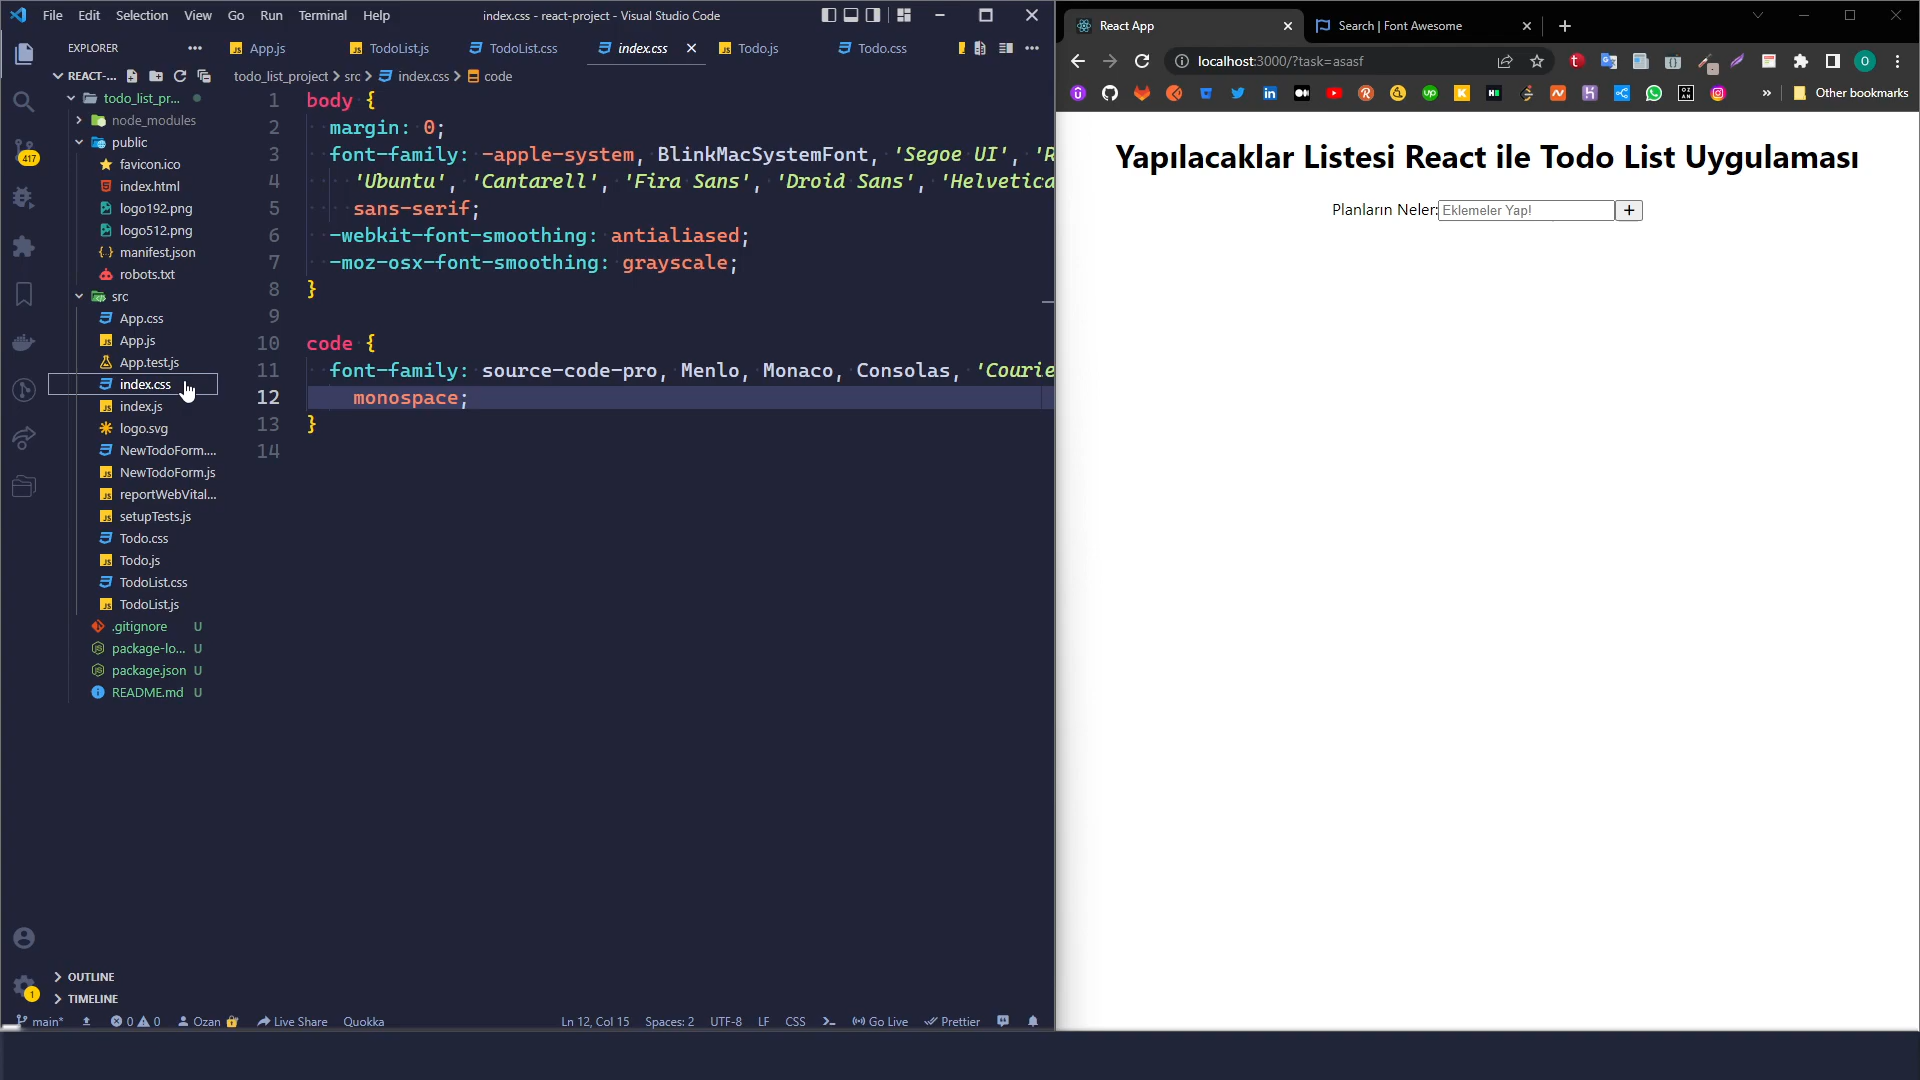 File Edit Selection View Go Run Terminal Help
index.css - react-project - Visual Studio Code
EXPLORER
App.js
TodoList.js
TodoList.css
index.css
Todo.js
Todo.css
REACT-...
todo_list_project > src > index.css > code
todo_list_pr...
node_modules
public
favicon.ico
index.html
logo192.png
logo512.png
manifest.json
robots.txt
src
App.css
App.js
App.test.js
index.css
index.js
logo.svg
NewTodoForm....
NewTodoForm.js
reportWebVital...
setupTests.js
Todo.css
Todo.js
TodoList.css
TodoList.js
.gitignore U
package-lo... U
package.json U
README.md U
417
1
OUTLINE
TIMELINE
1 body {
2 margin: 0;
3 font-family: -apple-system, BlinkMacSystemFont, 'Segoe UI', 'R
4 'Ubuntu', 'Cantarell', 'Fira Sans', 'Droid Sans', 'Helvetica
5 sans-serif;
6 -webkit-font-smoothing: antialiased;
7 -moz-osx-font-smoothing: grayscale;
8 }
9
10 code {
11 font-family: source-code-pro, Menlo, Monaco, Consolas, 'Courie
12 monospace;
13 }
14
main* 0 0 Ozan Live Share Quokka
Ln 12, Col 15 Spaces: 2 UTF-8 LF CSS Go Live Prettier
React App
Search | Font Awesome
localhost:3000/?task=asasf
Other bookmarks
Yapılacaklar Listesi React ile Todo List Uygulaması
Planların Neler: Eklemeler Yap! +